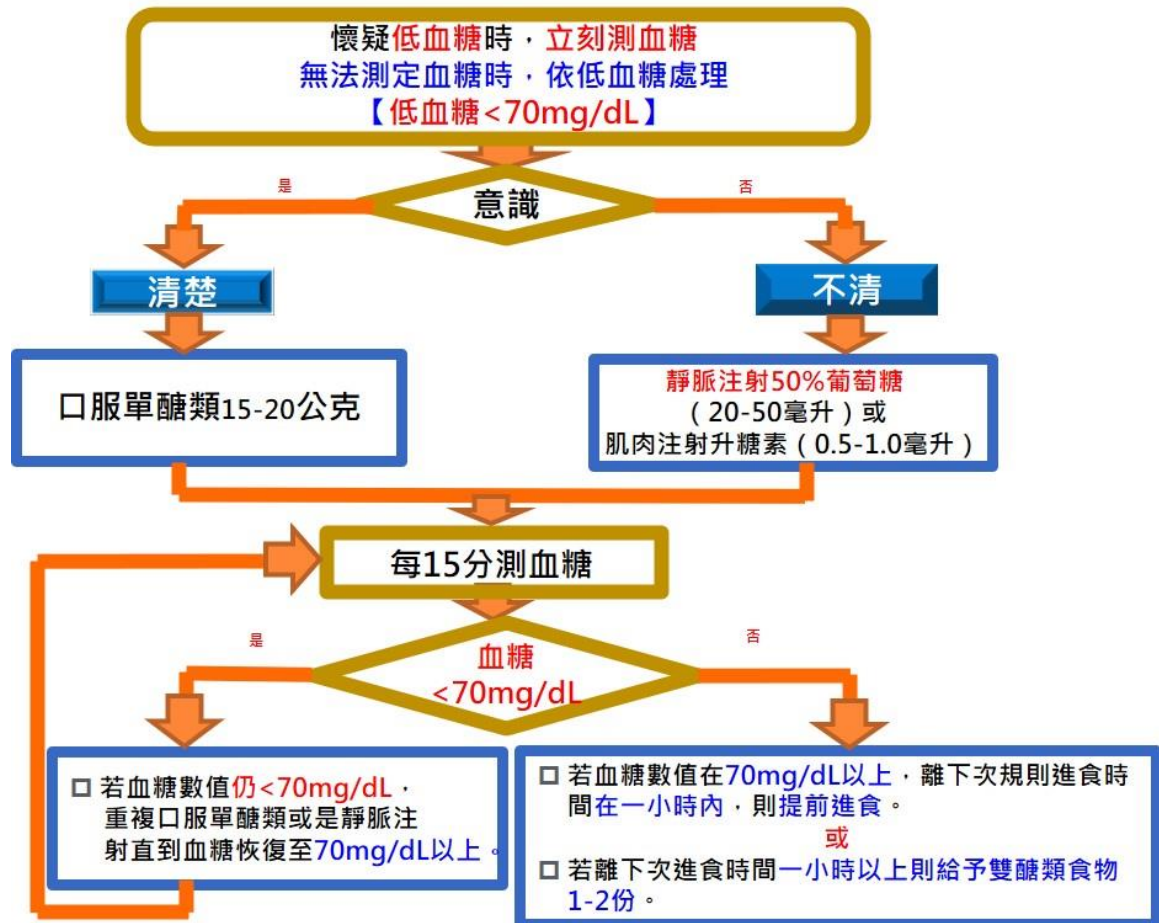 懷疑低血糖時，立刻測血糖
無法測定血糖時，依低血糖處理
【低血糖<70mg/dL】
是
否
意識
清楚
不清
口服單醣類15-20公克
靜脈注射50%葡萄糖
（20-50毫升）或
肌肉注射升糖素（0.5-1.0毫升）
每15分測血糖
是
否
血糖
<70mg/dL
若血糖數值仍<70mg/dL，
重複口服單醣類或是靜脈注
射直到血糖恢復至70mg/dL以上。
若血糖數值在70mg/dL以上，離下次規則進食時
間在一小時內，則提前進食。
或
若離下次進食時間一小時以上則給予雙醣類食物
1-2份。